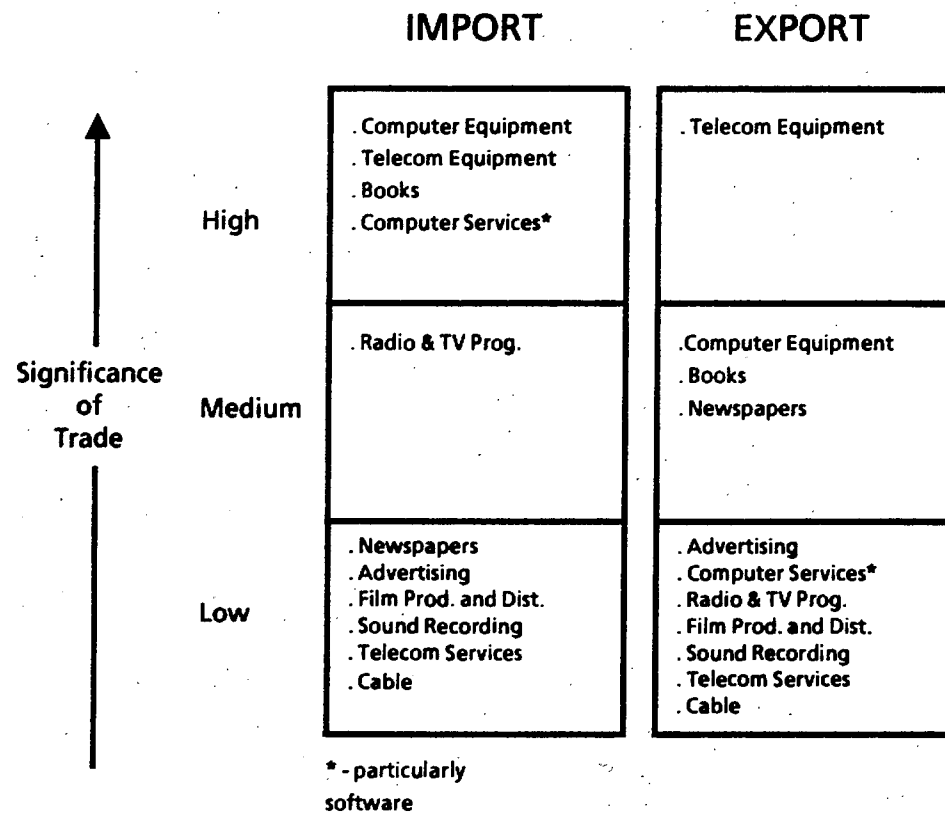 IMPORT
EXPORT
Significance
of
Trade
High
. Computer Equipment
. Telecom Equipment
. Books
. Computer Services*
. Telecom Equipment
Medium
. Radio & TV Prog.
.Computer Equipment
. Books
. Newspapers
Low
. Newspapers
. Advertising
. Film Prod. and Dist.
. Sound Recording
. Telecom Services
. Cable
. Advertising
. Computer Services*
. Radio & TV Prog.
. Film Prod. and Dist.
. Sound Recording
. Telecom Services
. Cable
* - particularly
software